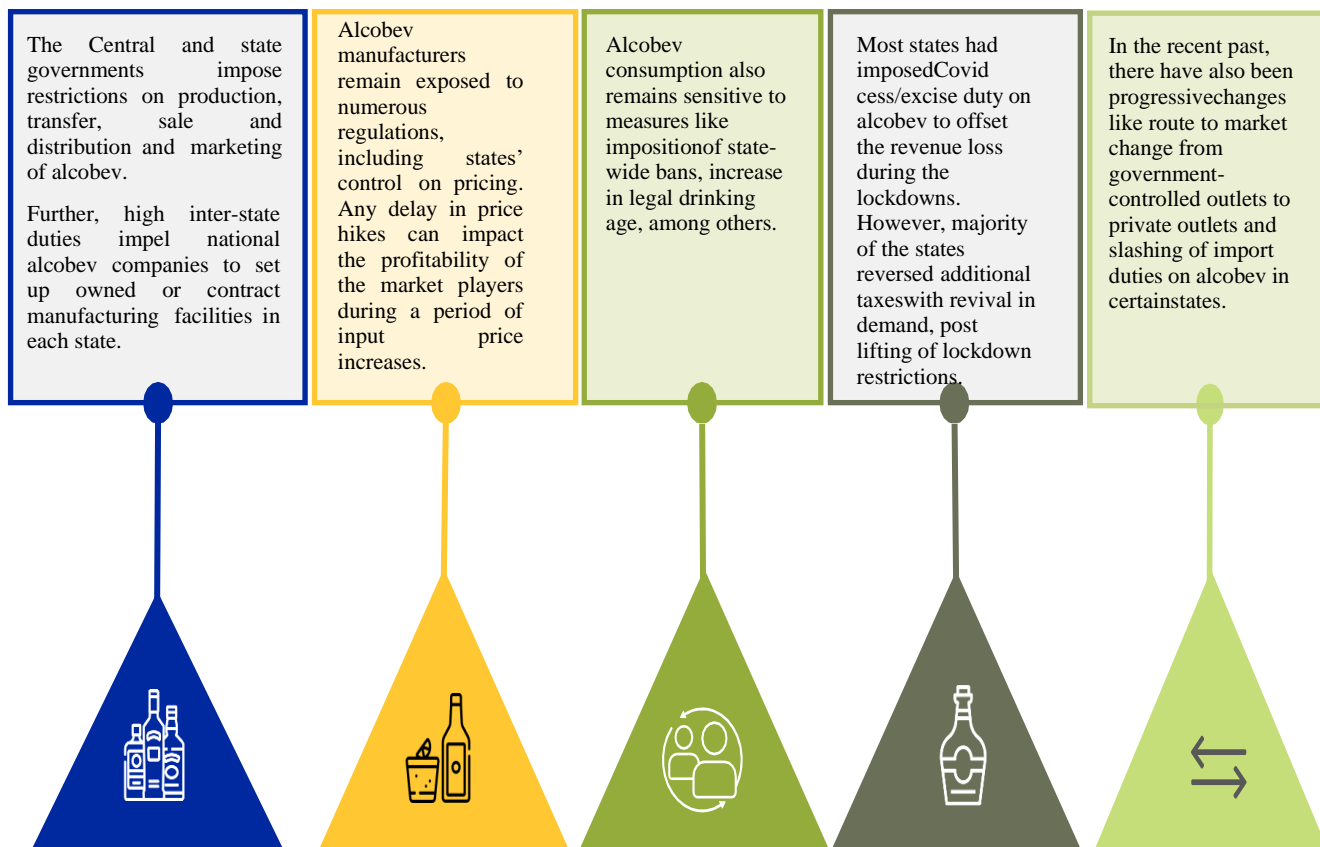 The Central and state
governments impose
restrictions on production,
transfer, sale and
distribution and marketing
of alcobev.
Further, high inter-state
duties impel national
alcobev companies to set
up owned or contract
manufacturing facilities in
each state.
Alcobev
manufacturers
remain exposed to
numerous
regulations,
including states’
control on pricing.
Any delay in price
hikes can impact
the profitability of
the market players
during a period of
input price
increases.
Alcobev
consumption also
remains sensitive to
measures like
impositionof state-
wide bans, increase
in legal drinking
age, among others.
Most states had
imposedCovid
cess/excise duty on
alcobev to offset
the revenue loss
during the
lockdowns.
However, majority
of the states
reversed additional
taxeswith revival in
demand, post
lifting of lockdown
restrictions.
In the recent past,
there have also been
progressivechanges
like route to market
change from
government-
controlled outlets to
private outlets and
slashing of import
duties on alcobev in
certainstates.